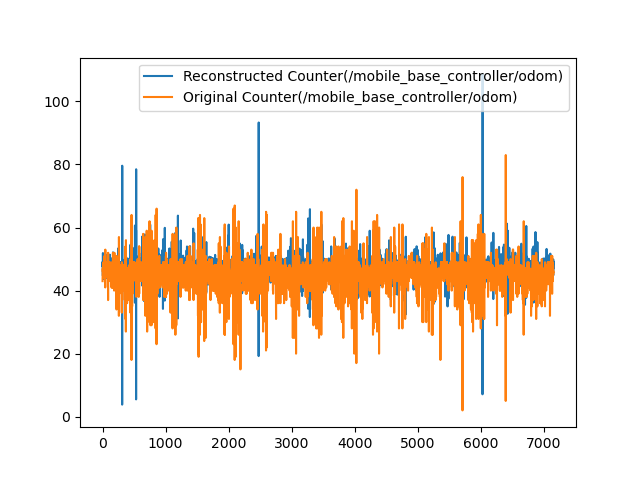 Reconstructed Counter(/mobile_base_controller/odom)
Original Counter(/mobile_base_controller/odom)
100
80
60
40
20
0
0 1000 2000 3000 4000 5000 6000 7000